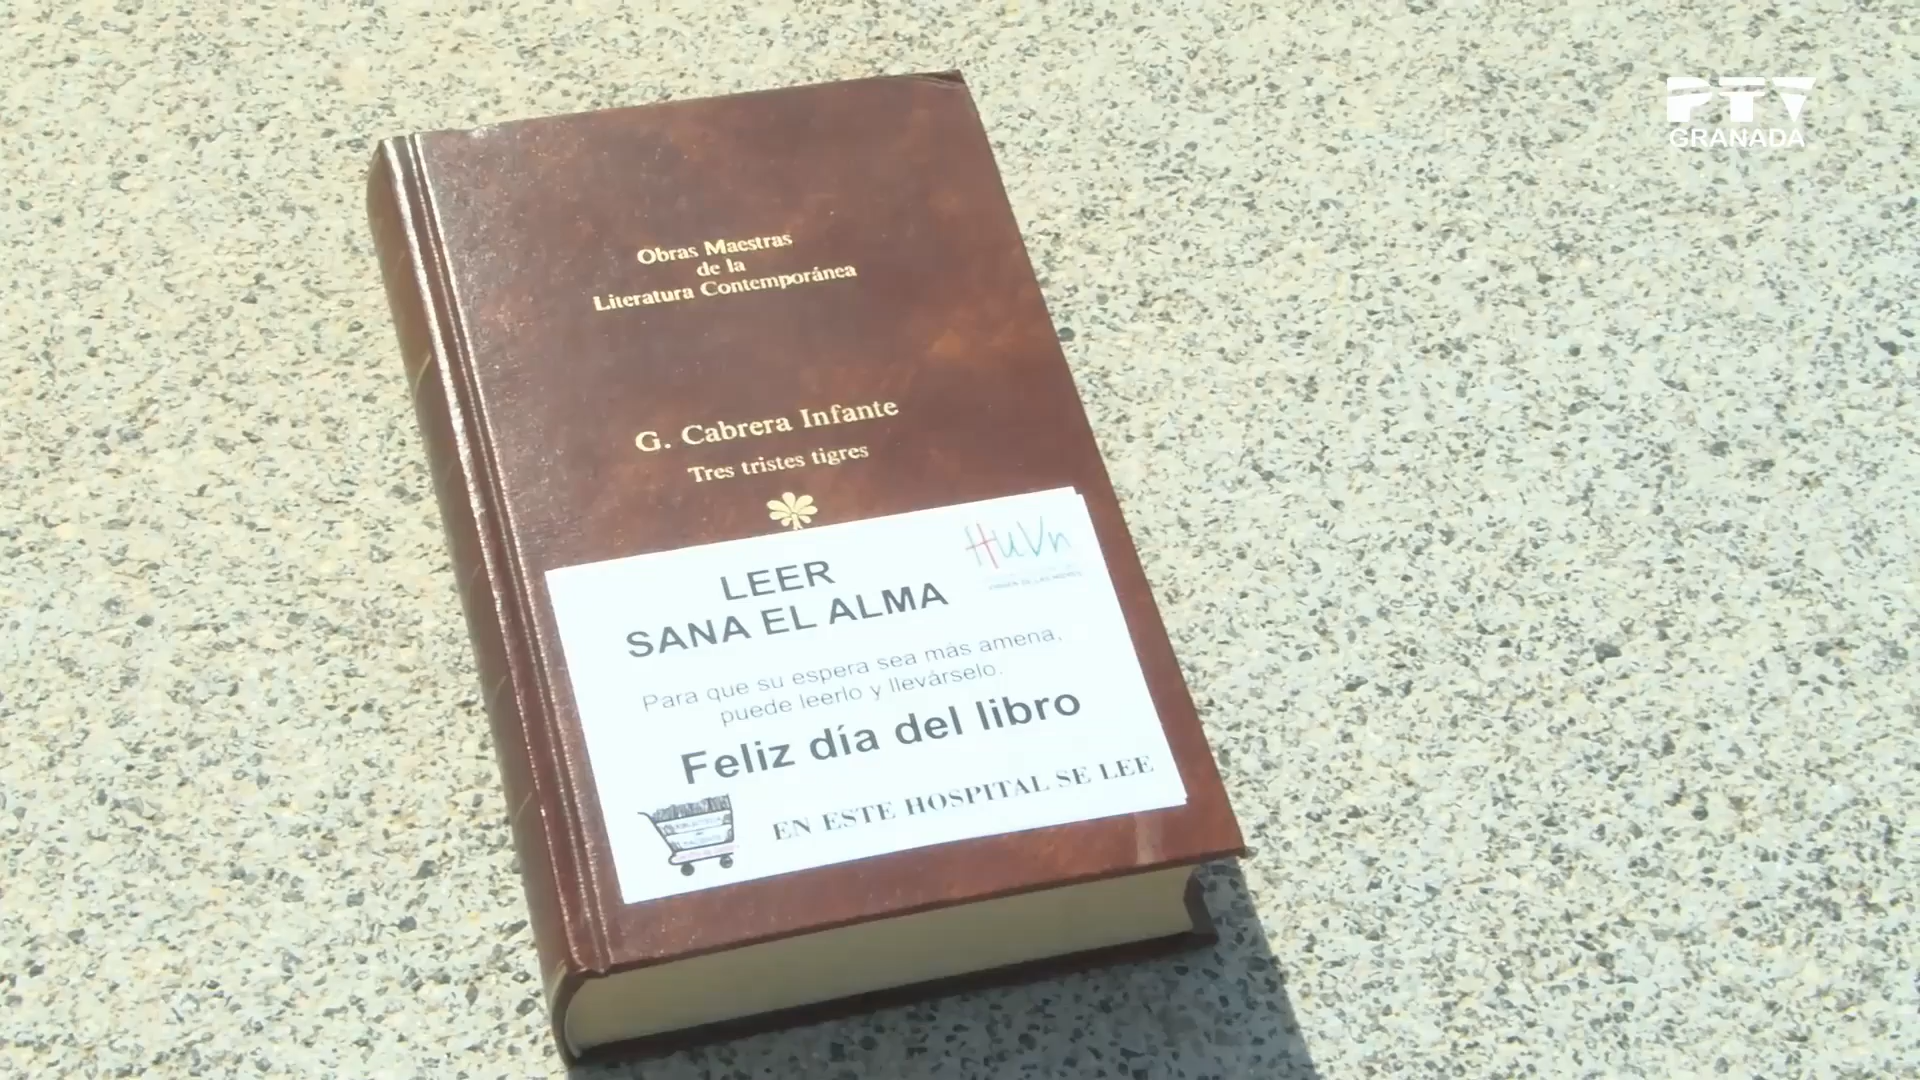 PTV
GRANADA
Obras Maestras
de la
Literatura Contemporánea
G. Cabrera Infante
Tres tristes tigres
HUVn
LEER
SANA EL ALMA
Para que su espera sea más amena,
puede leerlo y llevárselo.
Feliz día del libro
EN ESTE HOSPITAL SE LEE